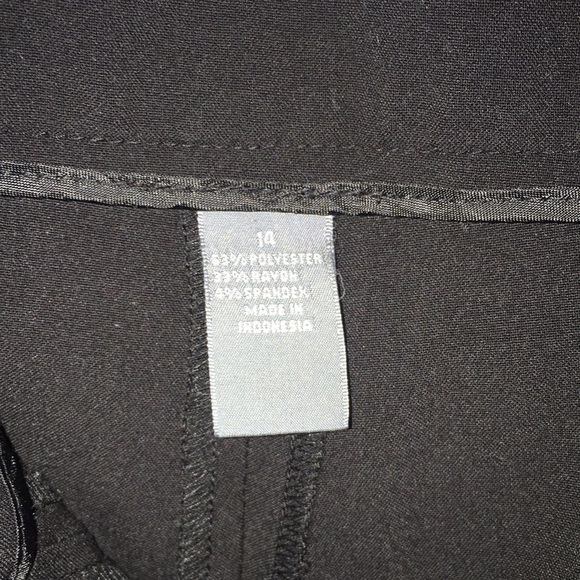 14
63% POLYESTER
33% RAYON
4% SPANDEX
MADE IN
INDONESIA